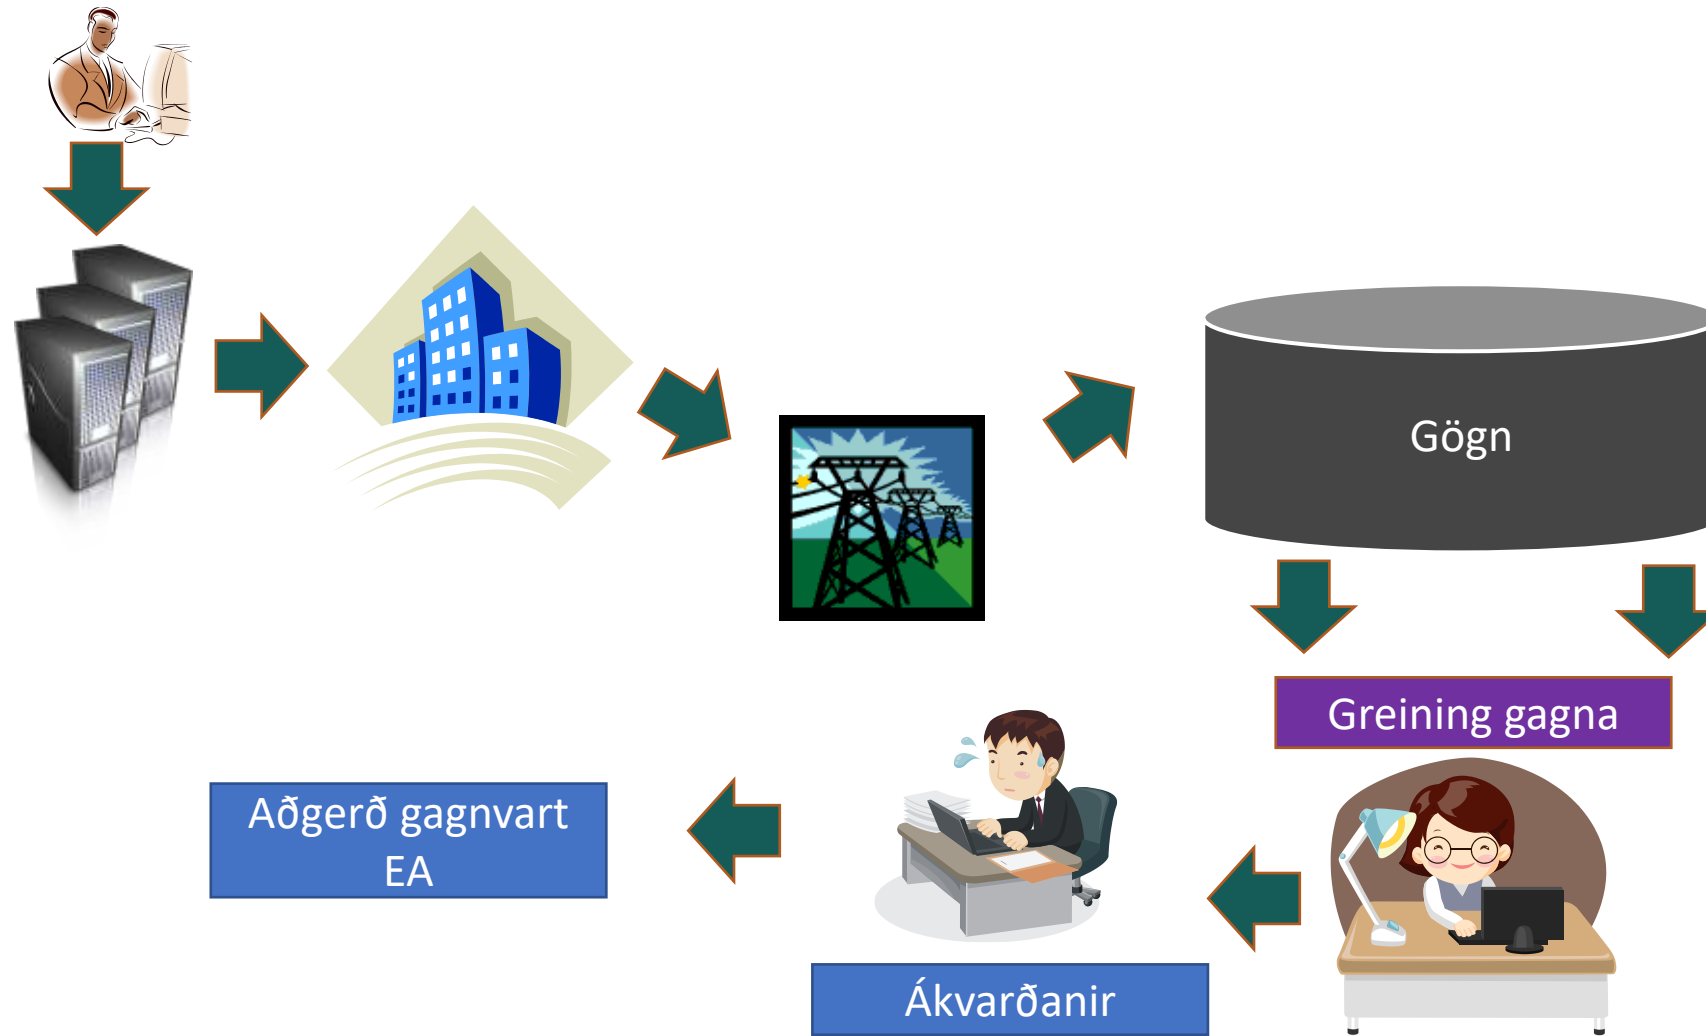 Gögn
Greining gagna
Aðgerð gagnvart
EA
Ákvarðanir